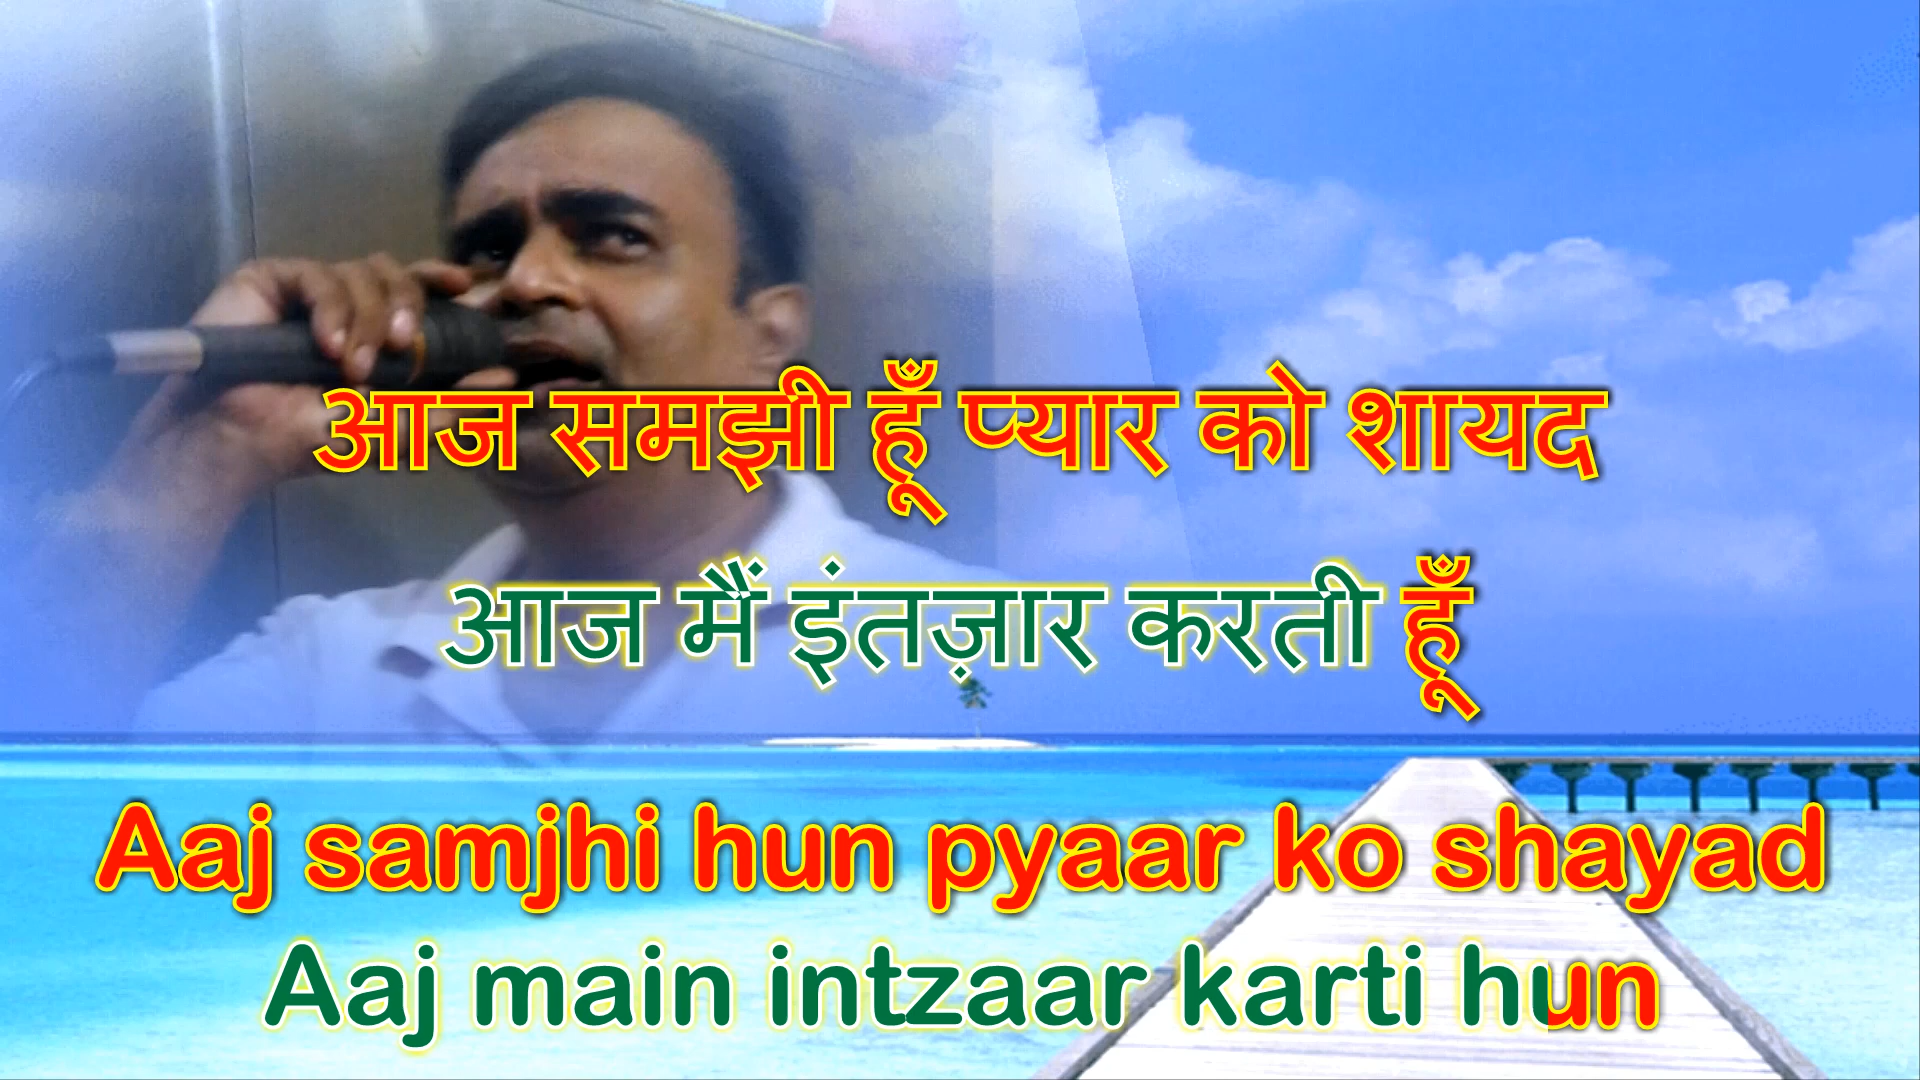 आज समझी हूँ प्यार को शायद
आज मैं इंतज़ार करती हूँ
Aaj samjhi hun pyaar ko shayad
Aaj main intzaar karti hun